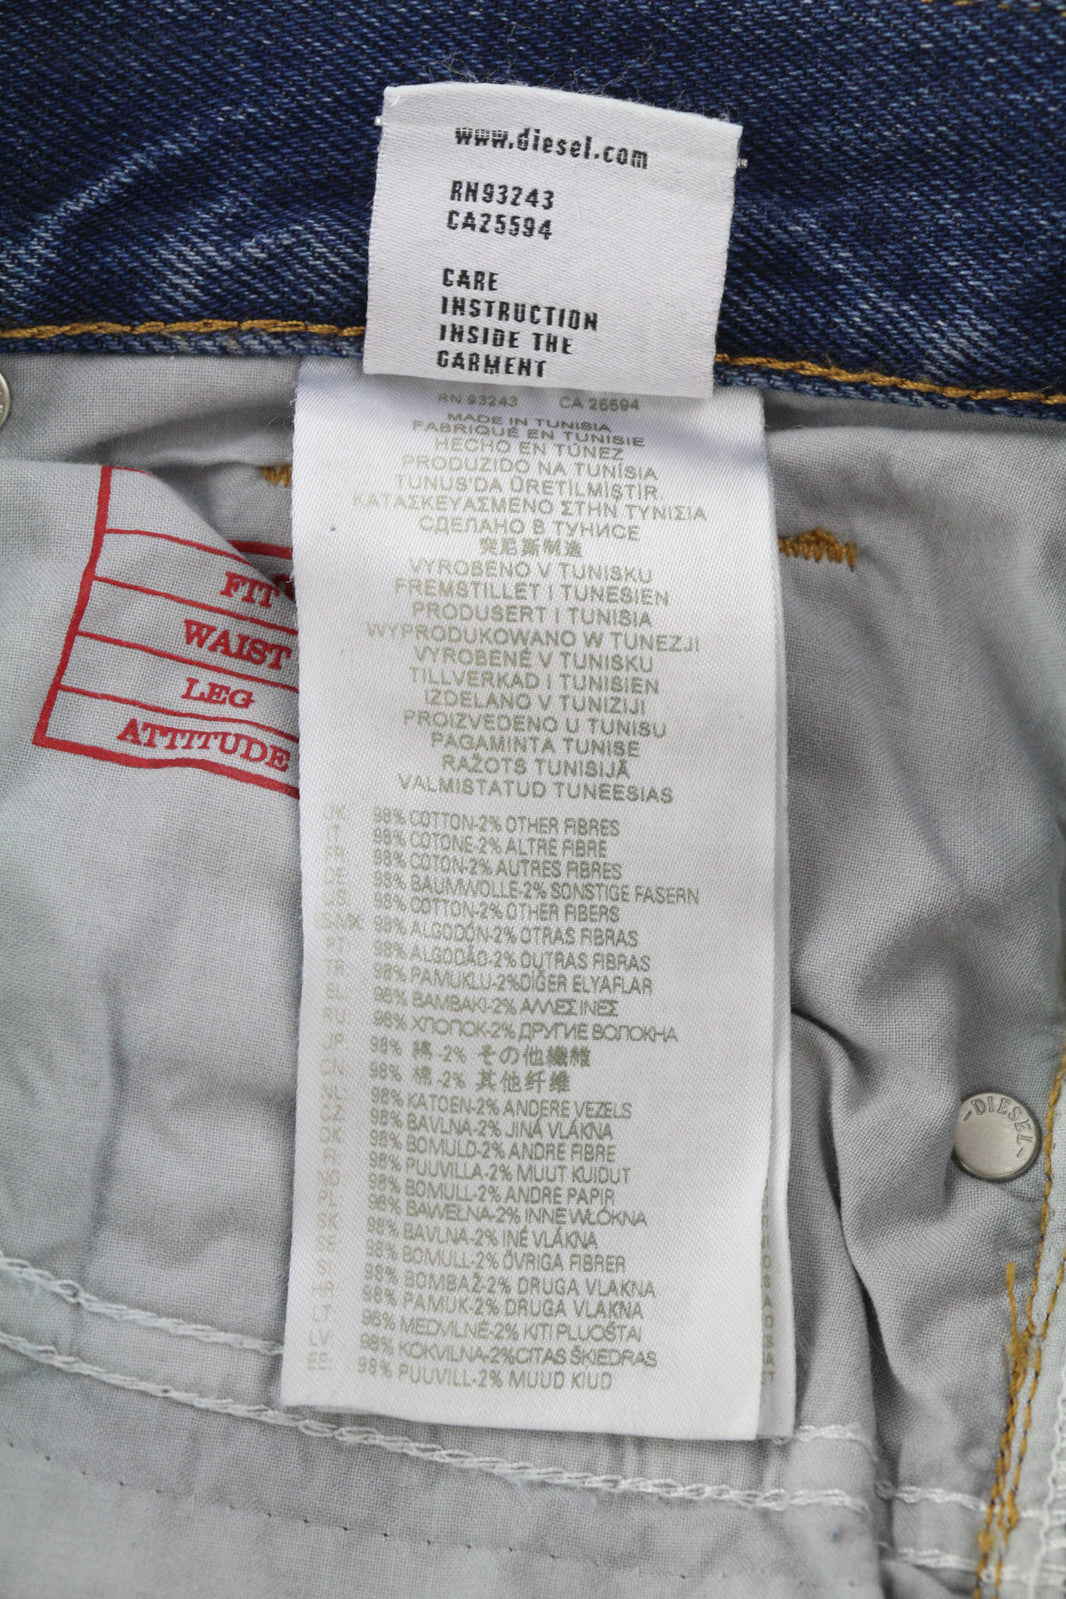 www.diesel.com
RN93243
CA25594
CARE
INSTRUCTION
INSIDE THE
GARMENT
RN 93243 CA 25594
MADE IN TUNISIA
FABRIQUÉ EN TUNISIE
HECHO EN TÚNEZ
PRODUZIDO NA TUNÍSIA
TUNUS'DA ÜRETILMIŞTIR.
ΚΑΤΑΣΚΕΥΑΣΜΕΝΟ ΣΤΗΝ ΤΥΝΙΣΙΑ
СДЕЛАНО В ТУНИСЕ
突尼斯制造
VYROBENO V TUNISKU
FREMSTILLET I TUNESIEN
PRODUSERT I TUNISIA
WYPRODUKOWANO W TUNEZJI
VYROBENÉ V TUNISKU
TILLVERKAD I TUNISIEN
IZDELANO V TUNIZIJI
PROIZVEDENO U TUNISU
PAGAMINTA TUNISE
RAŽOTS TUNISIJĀ
VALMISTATUD TUNEESIAS
98% COTTON-2% OTHER FIBRES
98% COTONE-2% ALTRE FIBRE
98% COTON-2% AUTRES FIBRES
98% BAUMWOLLE-2% SONSTIGE FASERN
98% COTTON-2% OTHER FIBERS
98% ALGODÓN-2% OTRAS FIBRAS
98% ALGODÃO-2% OUTRAS FIBRAS
98% PAMUKLU-2%DİĞER ELYAFLAR
98% ΒΑΜΒΑΚΙ-2% ΑΛΛΕΣ ΙΝΕΣ
98% ХЛОПОК-2% ДРУГИЕ ВОЛОКНА
98% 綿 -2% その他繊維
98% 棉 -2% 其他纤维
98% KATOEN-2% ANDERE VEZELS
98% BAVLNA-2% JINÁ VLÁKNA
98% BOMULD-2% ANDRE FIBRE
98% PUUVILLA-2% MUUT KUIDUT
98% BOMULL-2% ANDRE PAPIR
98% BAWEŁNA-2% INNE WŁÓKNA
98% BAVLNA-2% INÉ VLÁKNA
98% BOMULL-2% ÖVRIGA FIBRER
98% BOMBAŽ-2% DRUGA VLAKNA
98% PAMUK-2% DRUGA VLAKNA
98% MEDVILNĖ-2% KITI PLUOŠTAI
98% KOKVILNA-2%CITAS ŠKIEDRAS
98% PUUVILL-2% MUUD KIUD
FIT
WAIST
LEG
ATTITUDE
-DIESEL-